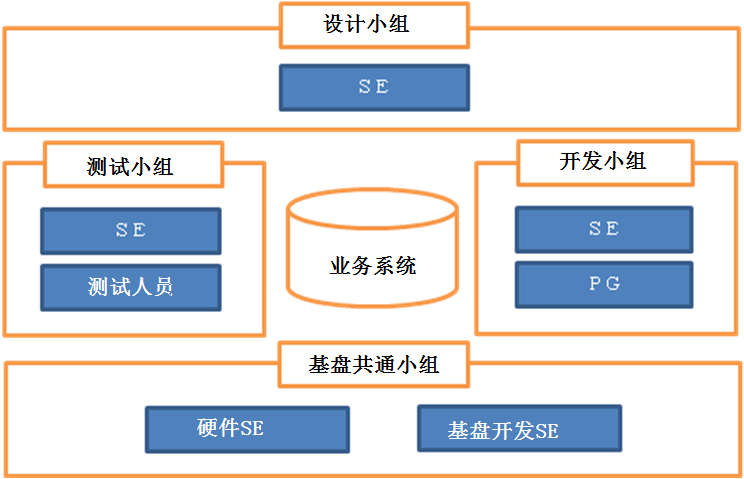 设计小组
SE
测试小组
SE
测试人员
业务系统
开发小组
SE
PG
基盘共通小组
硬件SE
基盘开发SE